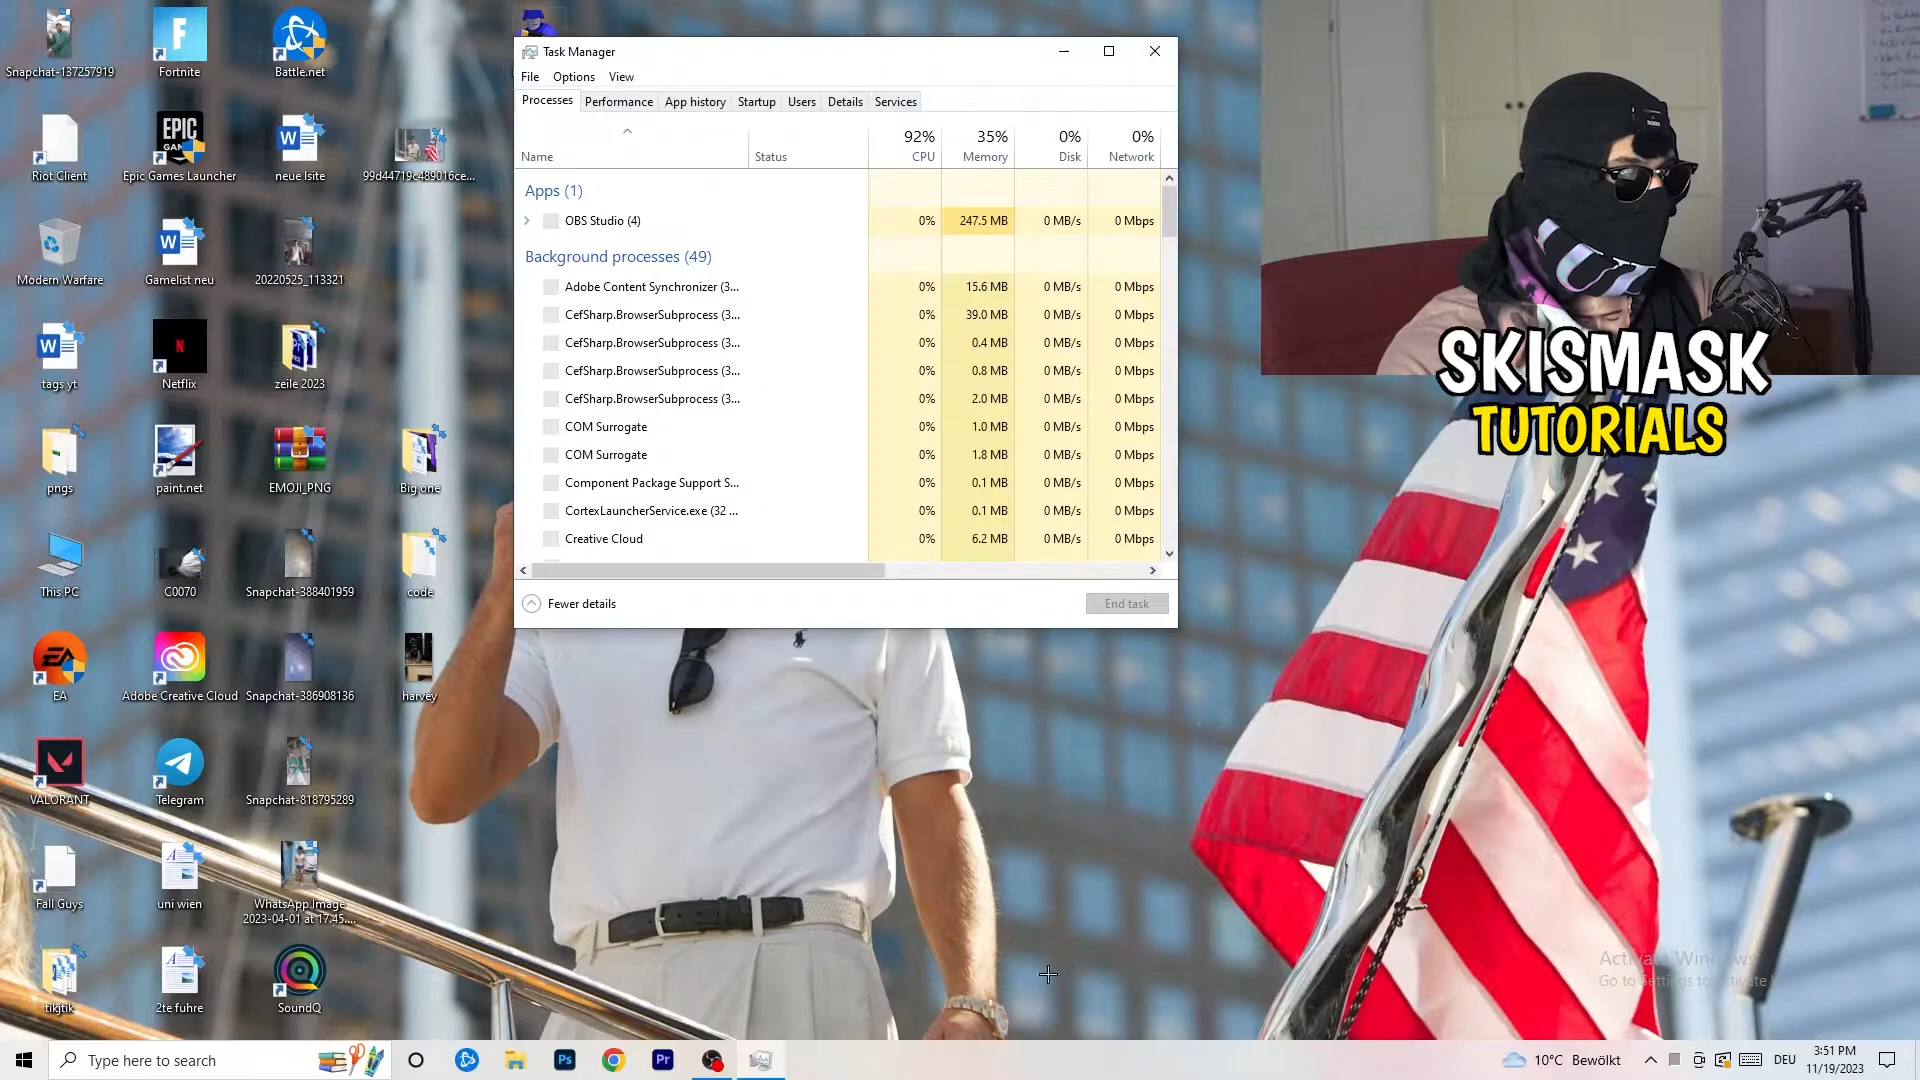 Snapchat-137257919
Fortnite
Battle.net
Riot Client
EPIC
Epic Games Launcher
neue lsite
99d44719c489016ce...
Modern Warfare
Gamelist neu
20220525_113321
tags yt
N
Netflix
zeile 2023
pngs
paint.net
EMOJI_PNG
Big one
This PC
C0070
Snapchat-388401959
code
EA
EA
Adobe Creative Cloud
Snapchat-386908136
harvey
VALORANT
Telegram
Snapchat-818795289
Fall Guys
uni wien
WhatsApp Image
2023-04-01 at 17.45....
tikjtik
2te fuhre
SoundQ
Task Manager
File Options View
Processes Performance App history Startup Users Details Services
92% 35% 0% 0%
Name Status CPU Memory Disk Network
Apps (1)
OBS Studio (4) 0% 247.5 MB 0 MB/s 0 Mbps
Background processes (49)
Adobe Content Synchronizer (3... 0% 15.6 MB 0 MB/s 0 Mbps
CefSharp.BrowserSubprocess (3... 0% 39.0 MB 0 MB/s 0 Mbps
CefSharp.BrowserSubprocess (3... 0% 0.4 MB 0 MB/s 0 Mbps
CefSharp.BrowserSubprocess (3... 0% 0.8 MB 0 MB/s 0 Mbps
CefSharp.BrowserSubprocess (3... 0% 2.0 MB 0 MB/s 0 Mbps
COM Surrogate 0% 1.0 MB 0 MB/s 0 Mbps
COM Surrogate 0% 1.8 MB 0 MB/s 0 Mbps
Component Package Support S... 0% 0.1 MB 0 MB/s 0 Mbps
CortexLauncherService.exe (32 ... 0% 0.1 MB 0 MB/s 0 Mbps
Creative Cloud 0% 6.2 MB 0 MB/s 0 Mbps
Fewer details
End task
SKISMASK
TUTORIALS
Activate Windows
Go to Settings to activate
Type here to search
Ps
Pr
10°C Bewölkt
DEU
3:51 PM
11/19/2023